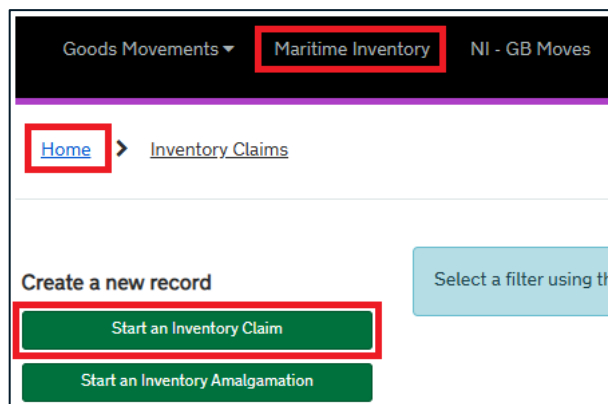 Goods Movements Maritime Inventory NI - GB Moves
Home Inventory Claims
Create a new record
Select a filter using
Start an Inventory Claim
Start an Inventory Amalgamation